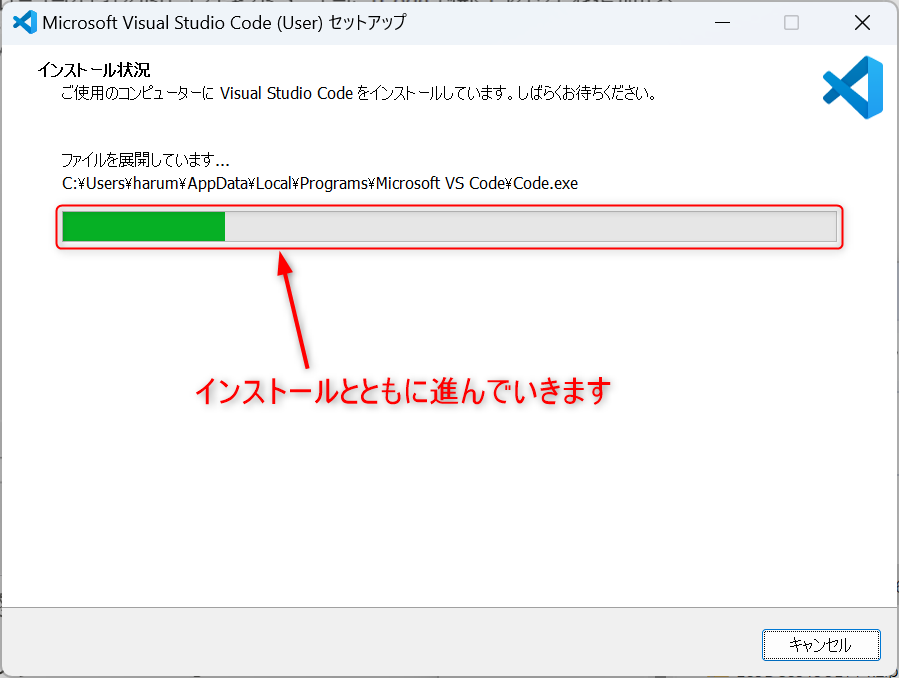 Microsoft Visual Studio Code (User) セットアップ
インストール状況
ご使用のコンピューターに Visual Studio Code をインストールしています。しばらくお待ちください。
ファイルを展開しています...
C:¥Users¥harum¥AppData¥Local¥Programs¥Microsoft VS Code¥Code.exe
インストールとともに進んでいきます
キャンセル